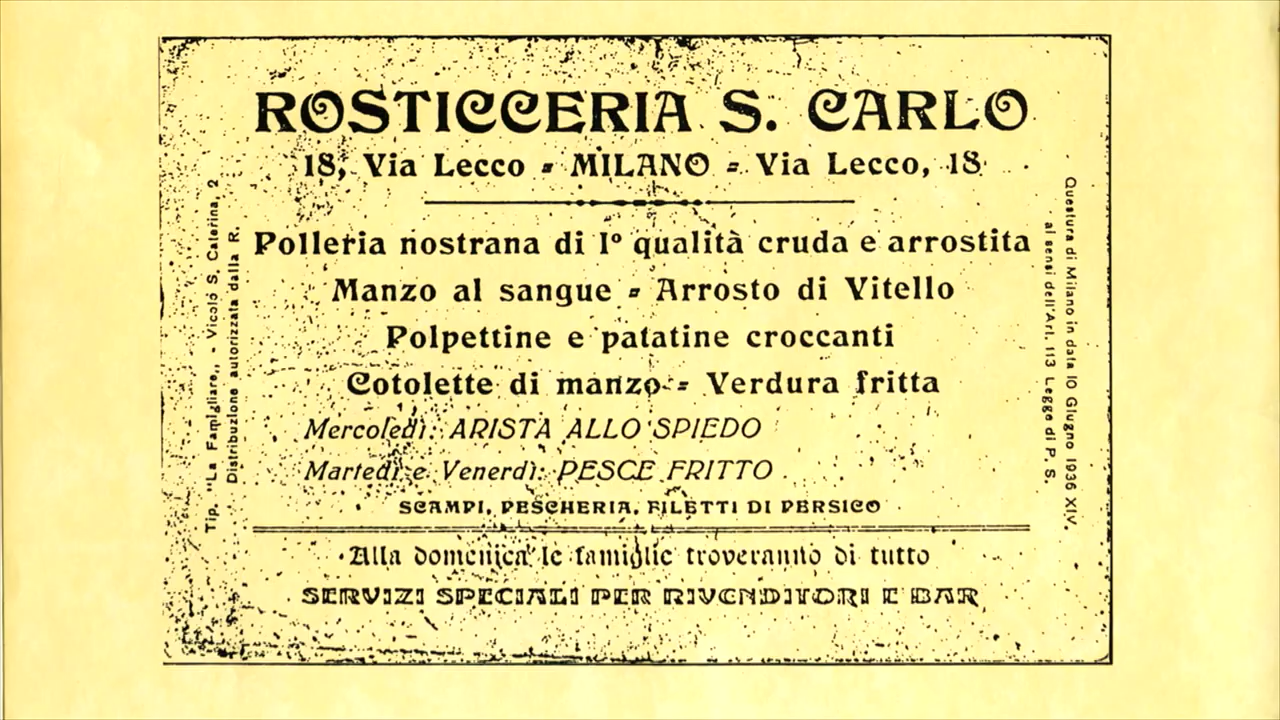 ROSTICCERIA S. CARLO
18, Via Lecco - MILANO - Via Lecco, 18
Polleria nostrana di Iº qualità cruda e arrostita
Manzo al sangue - Arrosto di Vitello
Polpettine e patatine croccanti
Cotolette di manzo - Verdura fritta
Mercoledì: ARISTA ALLO SPIEDO
Martedì e Venerdì: PESCE FRITTO
SCAMPI, PESCHERIA, FILETTI DI PERSICO
Alla domenica le famiglie troveranno di tutto
SERVIZI SPECIALI PER RIVENDITORI E BAR
Tip. "La Famigliare,, - Vicolo S. Caterina, 2
Distribuzione autorizzata dalla R.
Questura di Milano in data 10 Giugno 1936 XIV.
ai sensi dell'Art. 113 Legge di P. S.